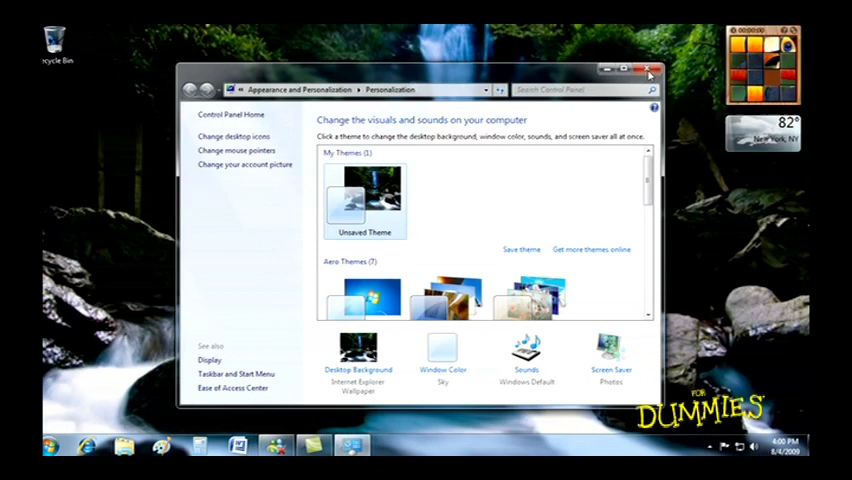 ecycle Bin
Appearance and Personalization
Personalization
Search Control Panel
Control Panel Home
Change desktop icons
Change mouse pointers
Change your account picture
See also
Display
Taskbar and Start Menu
Ease of Access Center
Change the visuals and sounds on your computer
Click a theme to change the desktop background, window color, sounds, and screen saver all at once.
My Themes (1)
Unsaved Theme
Save theme
Get more themes online
Aero Themes (7)
Desktop Background
Internet Explorer
Wallpaper
Window Color
Sky
Sounds
Windows Default
Screen Saver
Photos
82°
New York, NY
FOR
DUMMIES
4:00 PM
8/4/2009